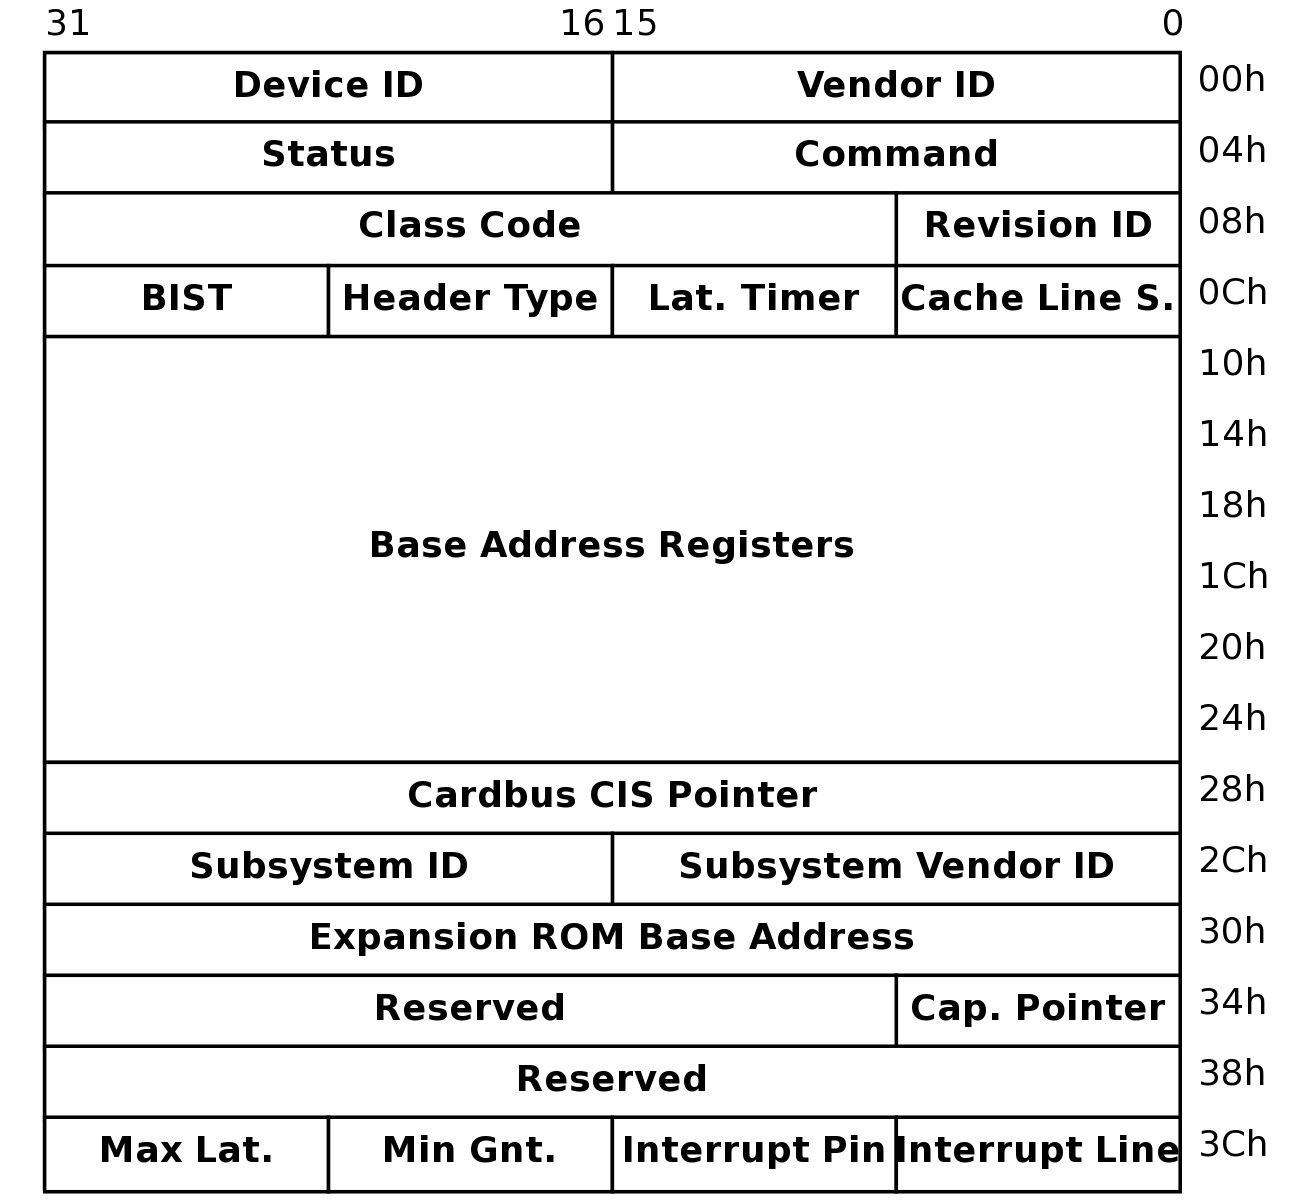 31 16 15 0
Device ID Vendor ID 00h
Status Command 04h
Class Code Revision ID 08h
BIST Header Type Lat. Timer Cache Line S. 0Ch
10h
14h
18h
Base Address Registers
1Ch
20h
24h
Cardbus CIS Pointer 28h
Subsystem ID Subsystem Vendor ID 2Ch
Expansion ROM Base Address 30h
Reserved Cap. Pointer 34h
Reserved 38h
Max Lat. Min Gnt. Interrupt Pin Interrupt Line 3Ch